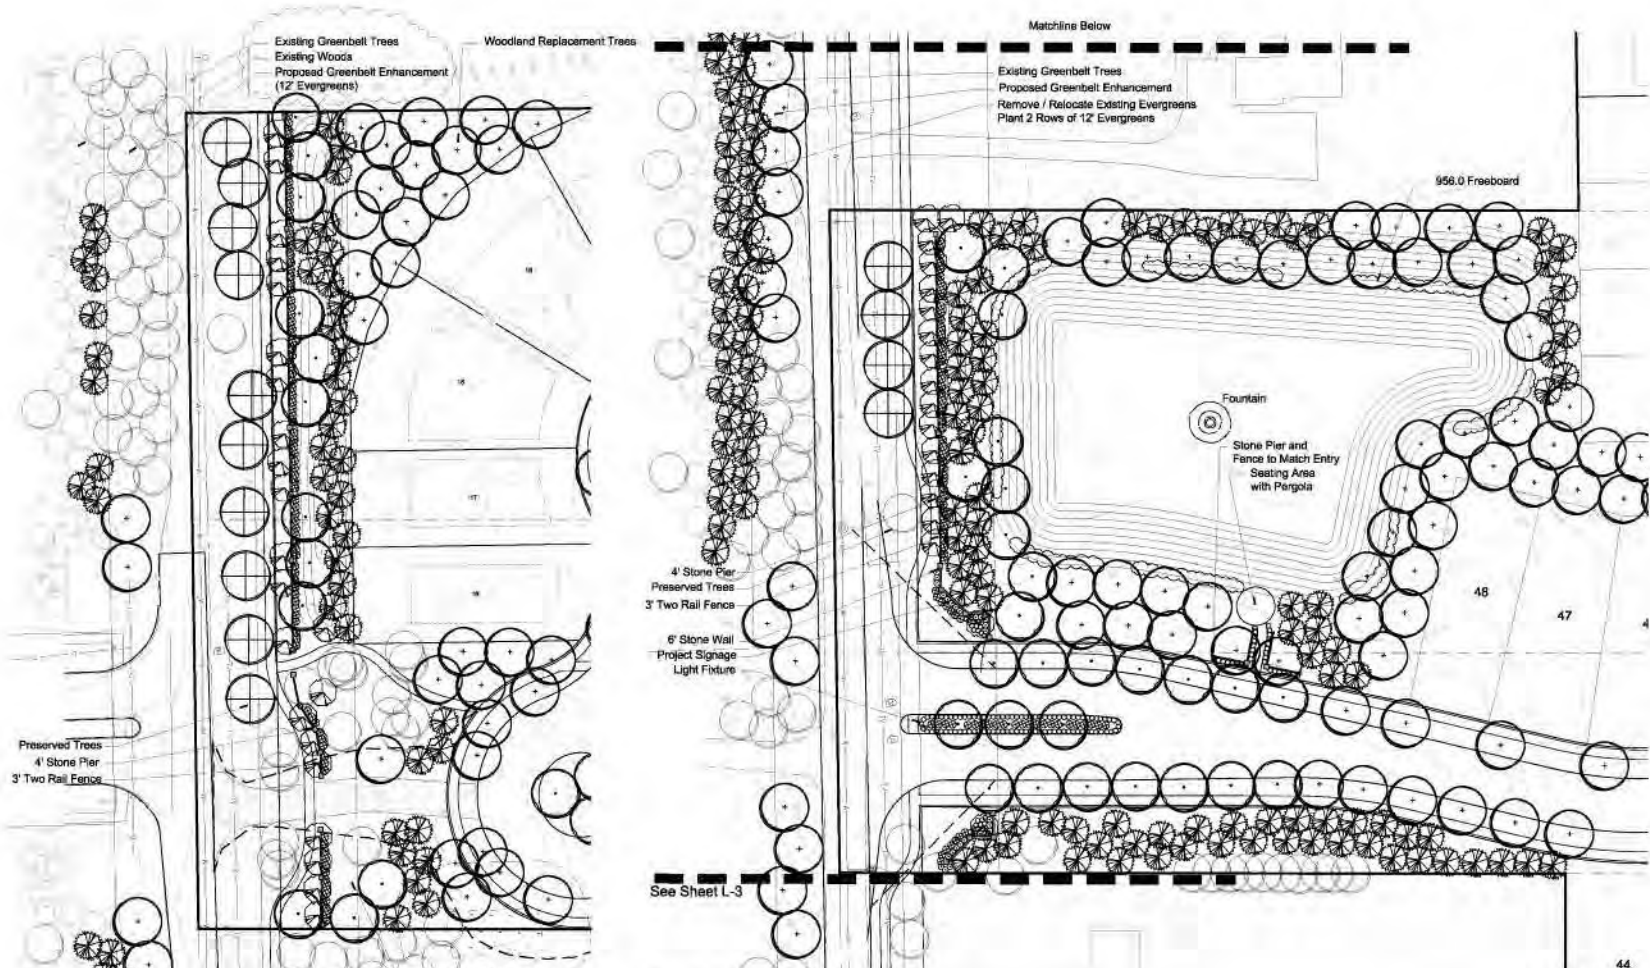 Matchline Below
Existing Greenbelt Trees
Existing Woods
Proposed Greenbelt Enhancement
(12' Evergreens)
Woodland Replacement Trees
Existing Greenbelt Trees
Proposed Greenbelt Enhancement
Remove / Relocate Existing Evergreens
Plant 2 Rows of 12' Evergreens
956.0 Freeboard
Fountain
Stone Pier and
Fence to Match Entry
Seating Area
with Pergola
18
17
4' Stone Pier
Preserved Trees
3' Two Rail Fence
6' Stone Wall
Project Signage
Light Fixture
48
47
Preserved Trees
4' Stone Pier
3' Two Rail Fence
See Sheet L-3
44